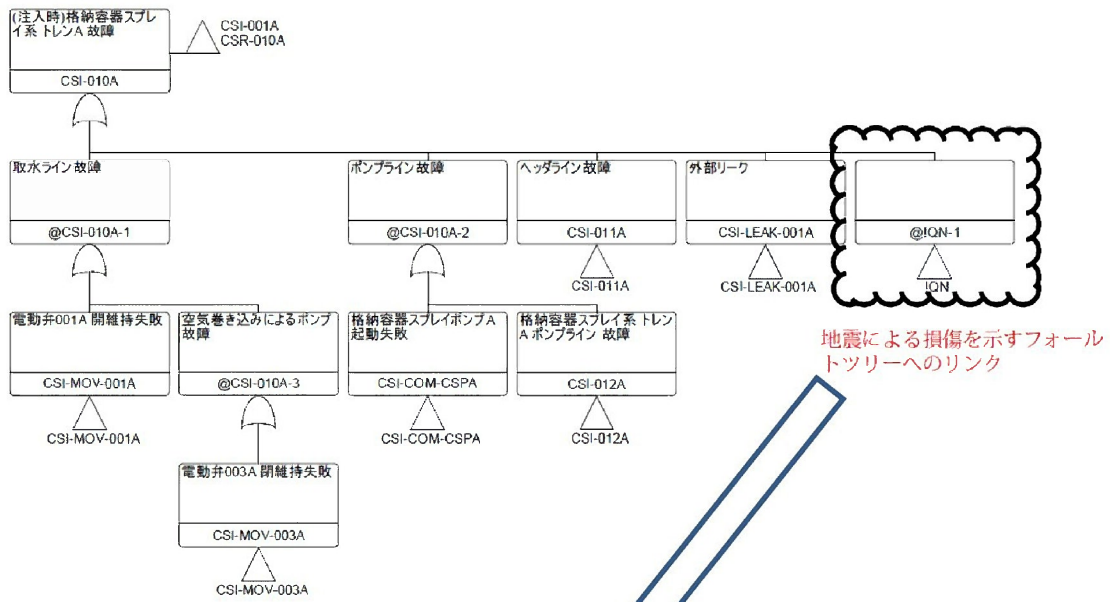 (注入時)格納容器スプレ
イ系 トレンA 故障
CSI-010A
CSI-001A
CSR-010A
取水ライン故障
@CSI-010A-1
ポンプライン故障
@CSI-010A-2
ヘッダライン故障
CSI-011A
CSI-011A
外部リーク
CSI-LEAK-001A
CSI-LEAK-001A
@!QN-1
!QN
電動弁001A 開維持失敗
CSI-MOV-001A
CSI-MOV-001A
空気巻き込みによるポンプ
故障
@CSI-010A-3
格納容器スプレイポンプA
起動失敗
CSI-COM-CSPA
CSI-COM-CSPA
格納容器スプレイ系 トレン
A ポンプライン 故障
CSI-012A
CSI-012A
地震による損傷を示すフォール
トツリーへのリンク
電動弁003A 閉維持失敗
CSI-MOV-003A
CSI-MOV-003A